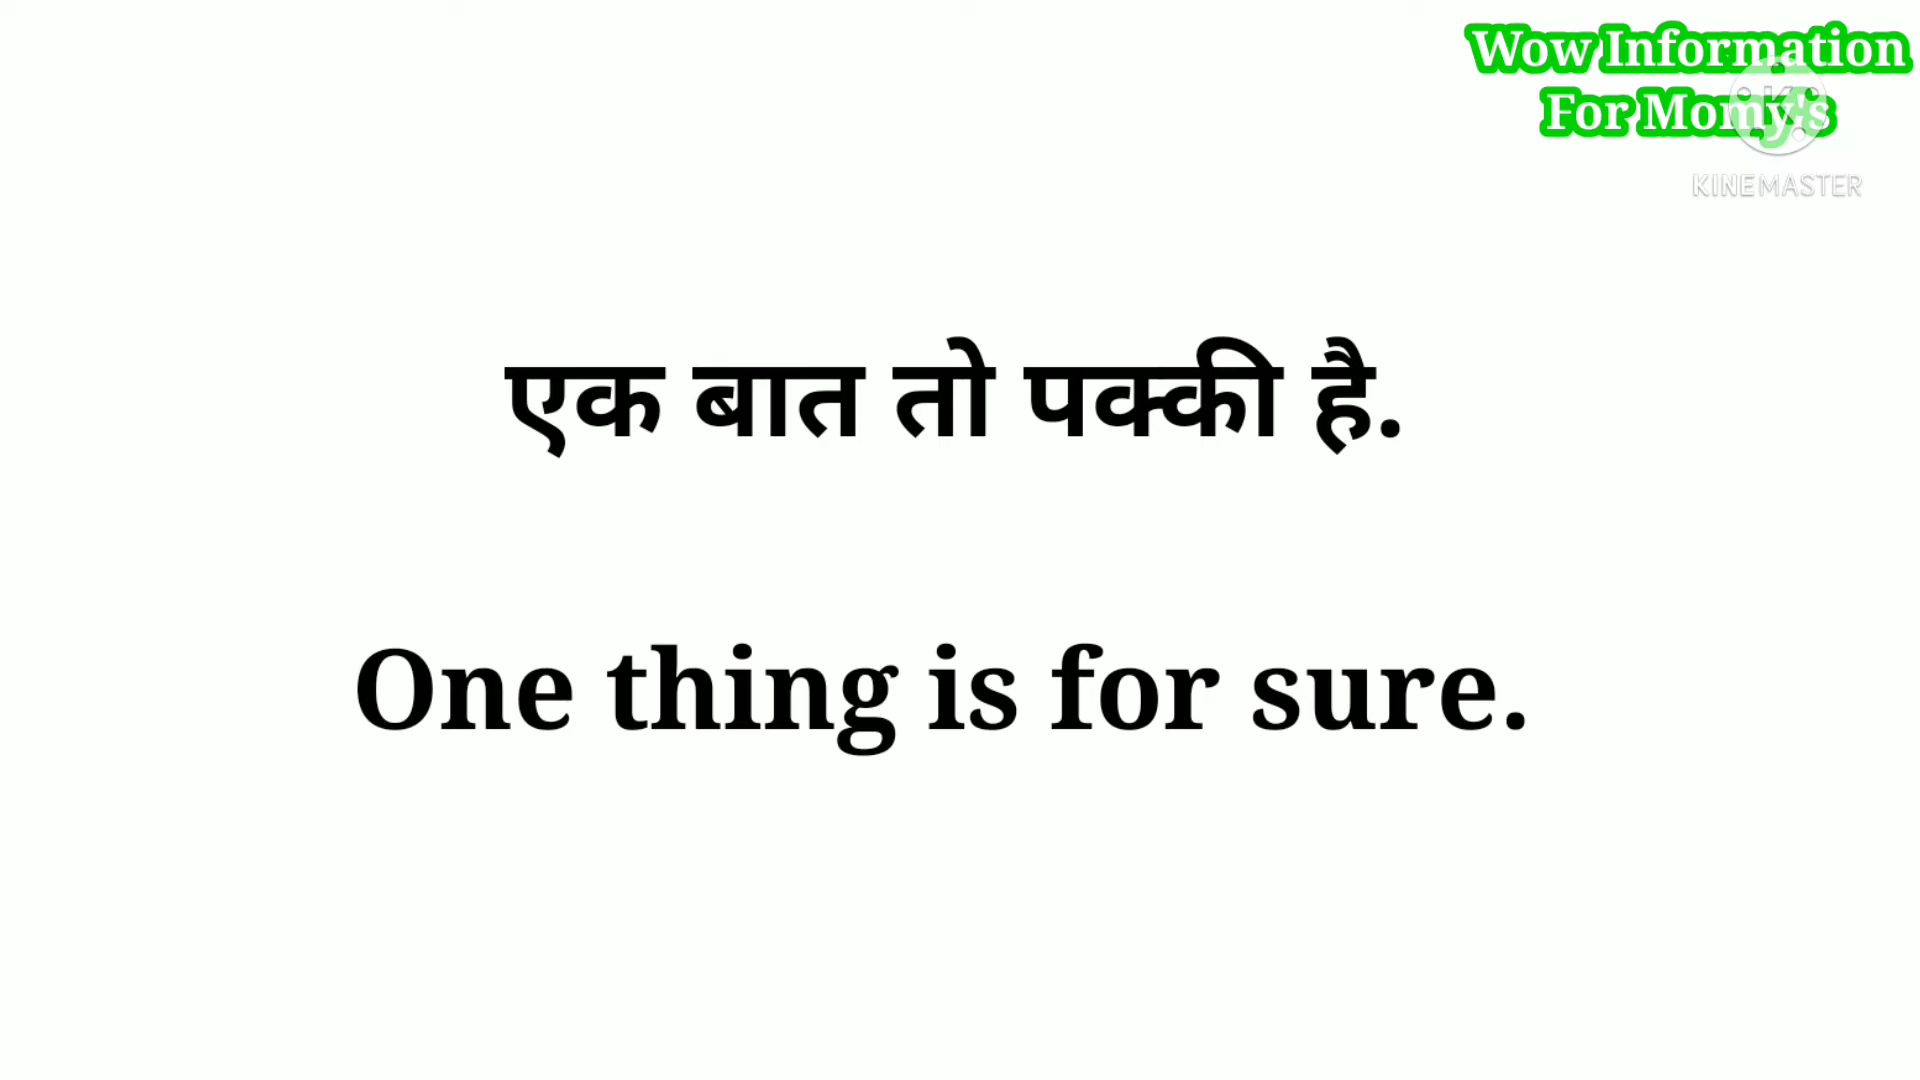 Wow Information
For Momy's
KINEMASTER
एक बात तो पक्की है.
One thing is for sure.